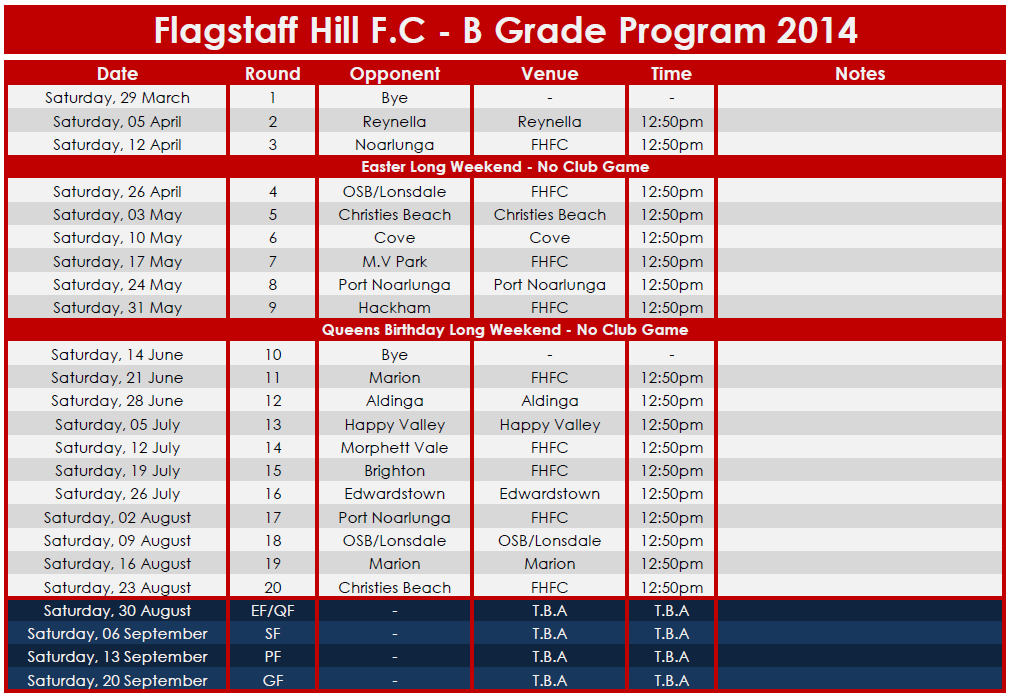 Flagstaff Hill F.C - B Grade Program 2014
Date Round Opponent Venue Time Notes
Saturday, 29 March 1 Bye - -
Saturday, 05 April 2 Reynella Reynella 12:50pm
Saturday, 12 April 3 Noarlunga FHFC 12:50pm
Easter Long Weekend - No Club Game
Saturday, 26 April 4 OSB/Lonsdale FHFC 12:50pm
Saturday, 03 May 5 Christies Beach Christies Beach 12:50pm
Saturday, 10 May 6 Cove Cove 12:50pm
Saturday, 17 May 7 M.V Park FHFC 12:50pm
Saturday, 24 May 8 Port Noarlunga Port Noarlunga 12:50pm
Saturday, 31 May 9 Hackham FHFC 12:50pm
Queens Birthday Long Weekend - No Club Game
Saturday, 14 June 10 Bye - -
Saturday, 21 June 11 Marion FHFC 12:50pm
Saturday, 28 June 12 Aldinga Aldinga 12:50pm
Saturday, 05 July 13 Happy Valley Happy Valley 12:50pm
Saturday, 12 July 14 Morphett Vale FHFC 12:50pm
Saturday, 19 July 15 Brighton FHFC 12:50pm
Saturday, 26 July 16 Edwardstown Edwardstown 12:50pm
Saturday, 02 August 17 Port Noarlunga FHFC 12:50pm
Saturday, 09 August 18 OSB/Lonsdale OSB/Lonsdale 12:50pm
Saturday, 16 August 19 Marion Marion 12:50pm
Saturday, 23 August 20 Christies Beach FHFC 12:50pm
Saturday, 30 August EF/QF - T.B.A T.B.A
Saturday, 06 September SF - T.B.A T.B.A
Saturday, 13 September PF - T.B.A T.B.A
Saturday, 20 September GF - T.B.A T.B.A